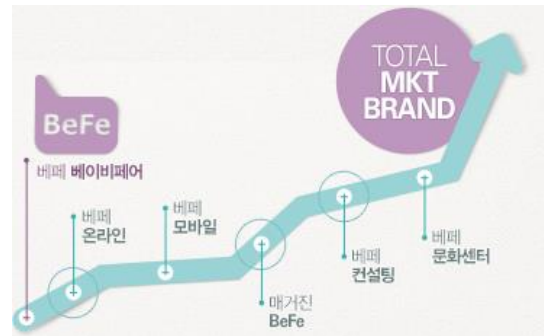 TOTAL
MKT
BRAND
BeFe
베페 베이비페어
베페
온라인
베페
모바일
매거진
BeFe
베페
컨설팅
베페
문화센터